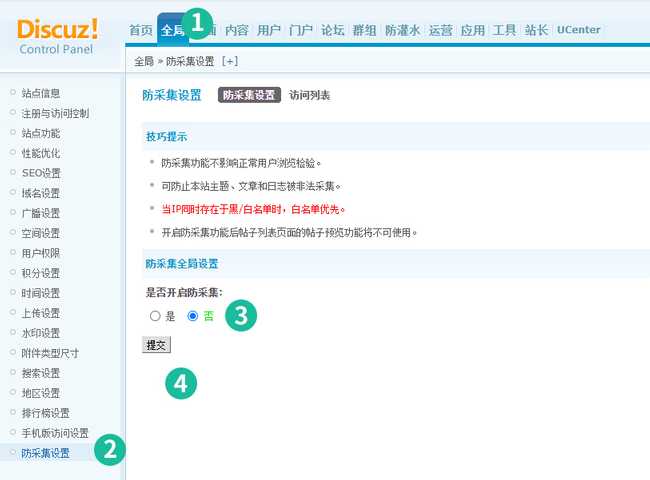 Discuz!
Control Panel
首页 全局 1 面 内容 用户 门户 论坛 群组 防灌水 运营 应用 工具 站长 UCenter
全局 » 防采集设置 [+]
站点信息
注册与访问控制
站点功能
性能优化
SEO设置
域名设置
广播设置
空间设置
用户权限
积分设置
时间设置
上传设置
水印设置
附件类型尺寸
搜索设置
地区设置
排行榜设置
手机版访问设置
防采集设置 2
防采集设置 防采集设置 访问列表
技巧提示
防采集功能不影响正常用户浏览检验。
可防止本站主题、文章和日志被非法采集。
当IP同时存在于黑/白名单时，白名单优先。
开启防采集功能后帖子列表页面的帖子预览功能将不可使用。
防采集全局设置
是否开启防采集:
是 否 3
提交
4